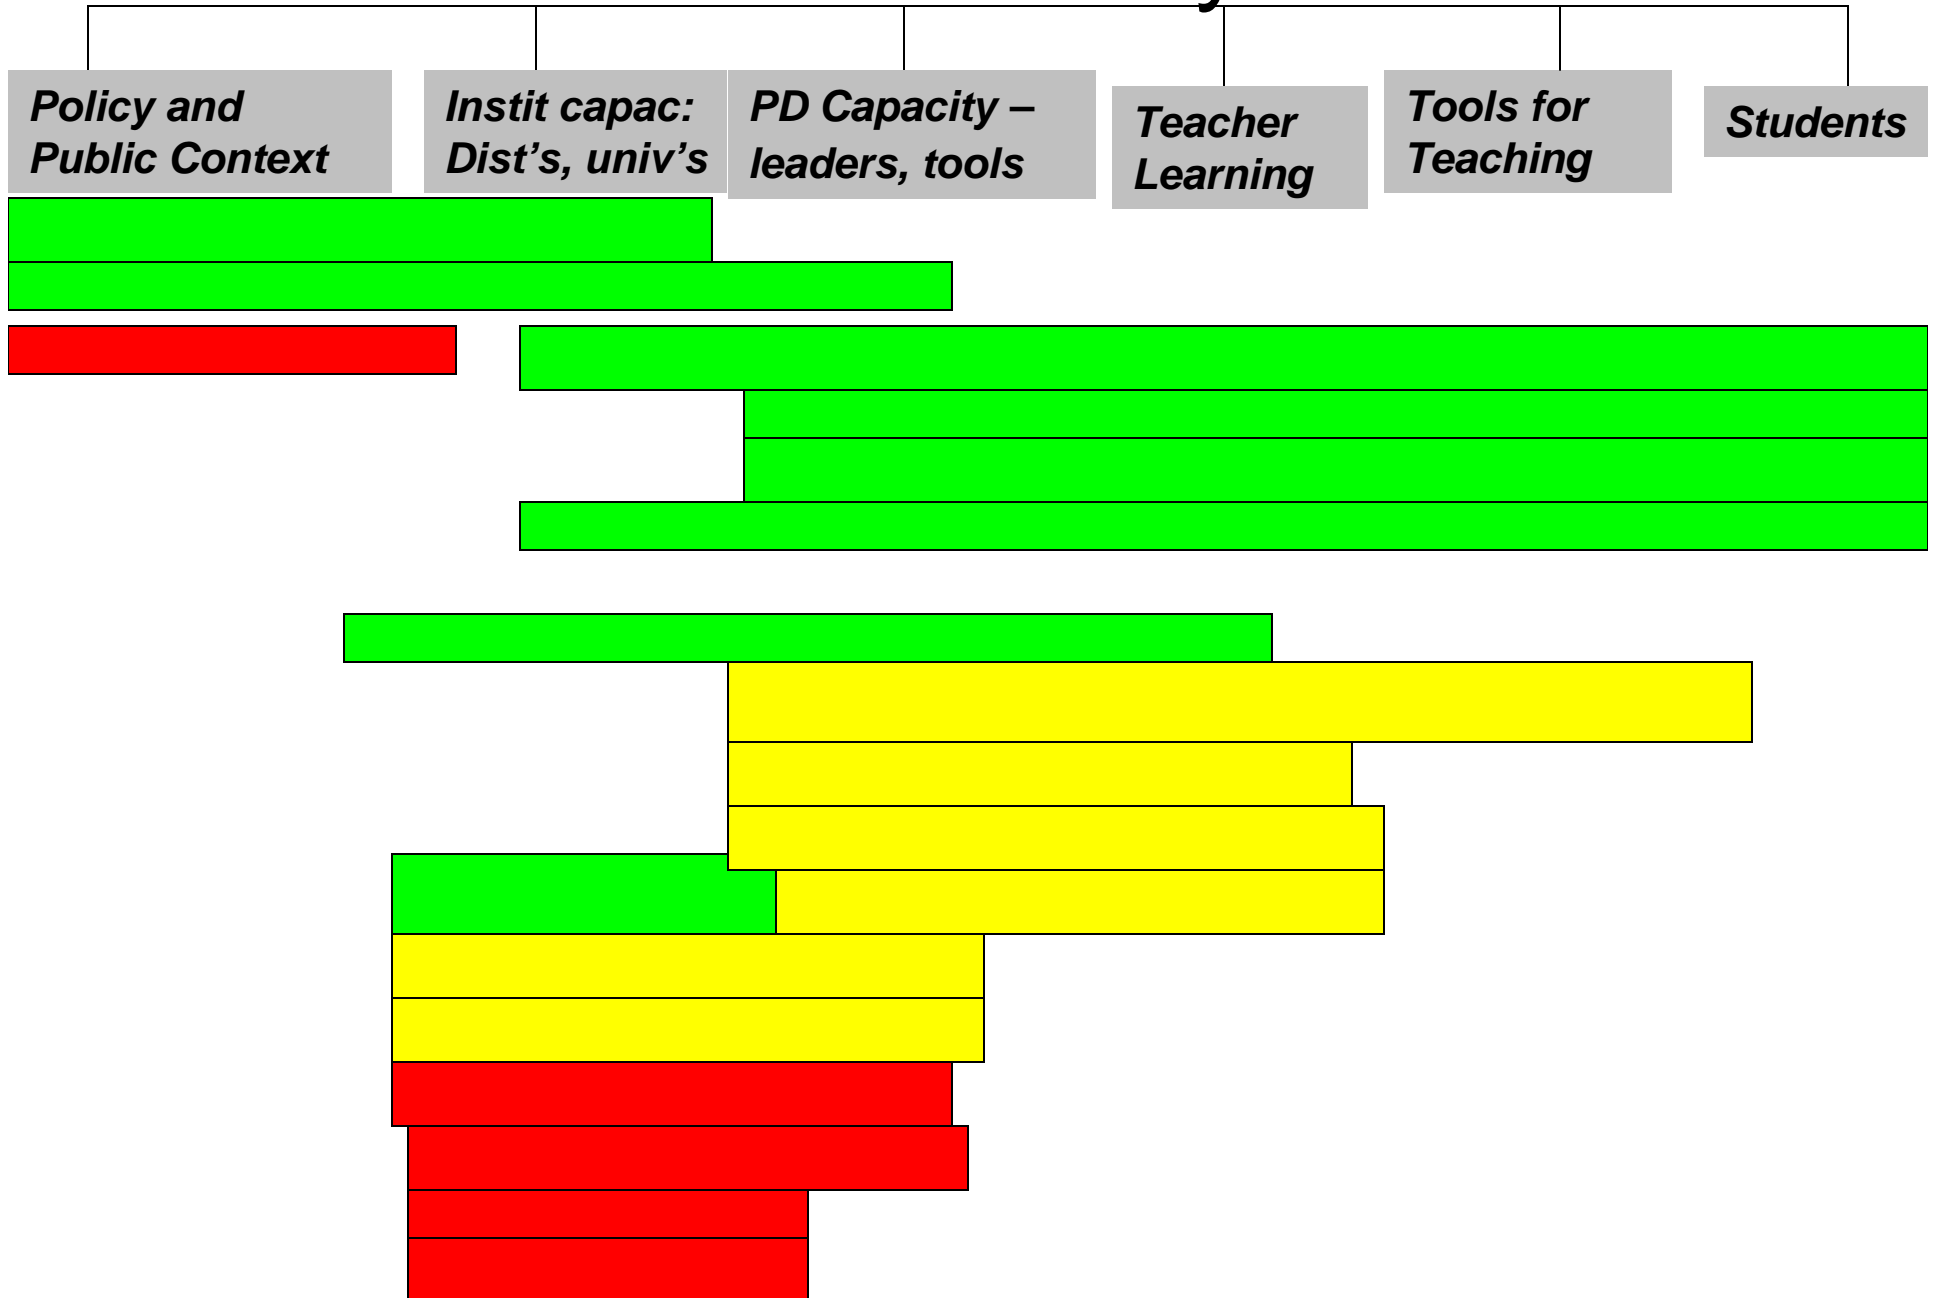 Policy and
Public Context
Instit capac:
Dist's, univ's
PD Capacity –
leaders, tools
Teacher
Learning
Tools for
Teaching
Students